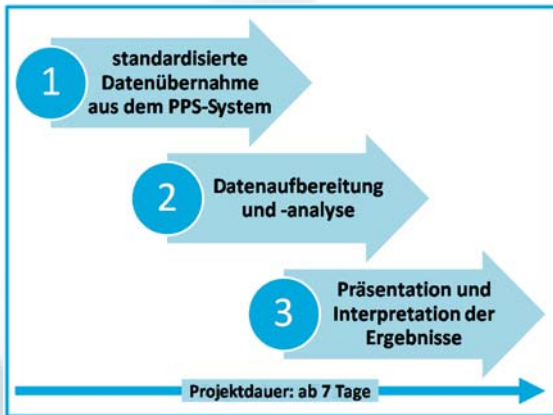 1
standardisierte
Datenübernahme
aus dem PPS-System
2
Datenaufbereitung
und -analyse
3
Präsentation und
Interpretation der
Ergebnisse
Projektdauer: ab 7 Tage